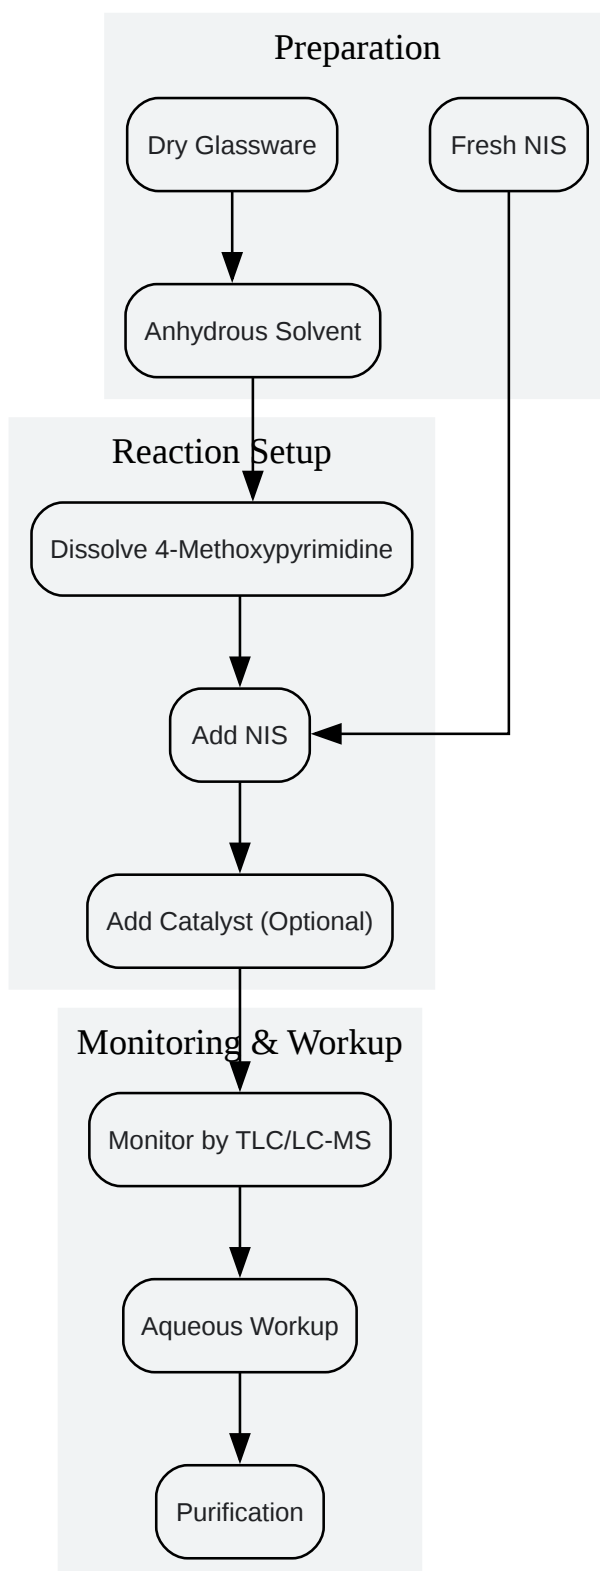 Preparation
Dry Glassware
Fresh NIS
Anhydrous Solvent
Reaction Setup
Dissolve 4-Methoxypyrimidine
Add NIS
Add Catalyst (Optional)
Monitoring & Workup
Monitor by TLC/LC-MS
Aqueous Workup
Purification